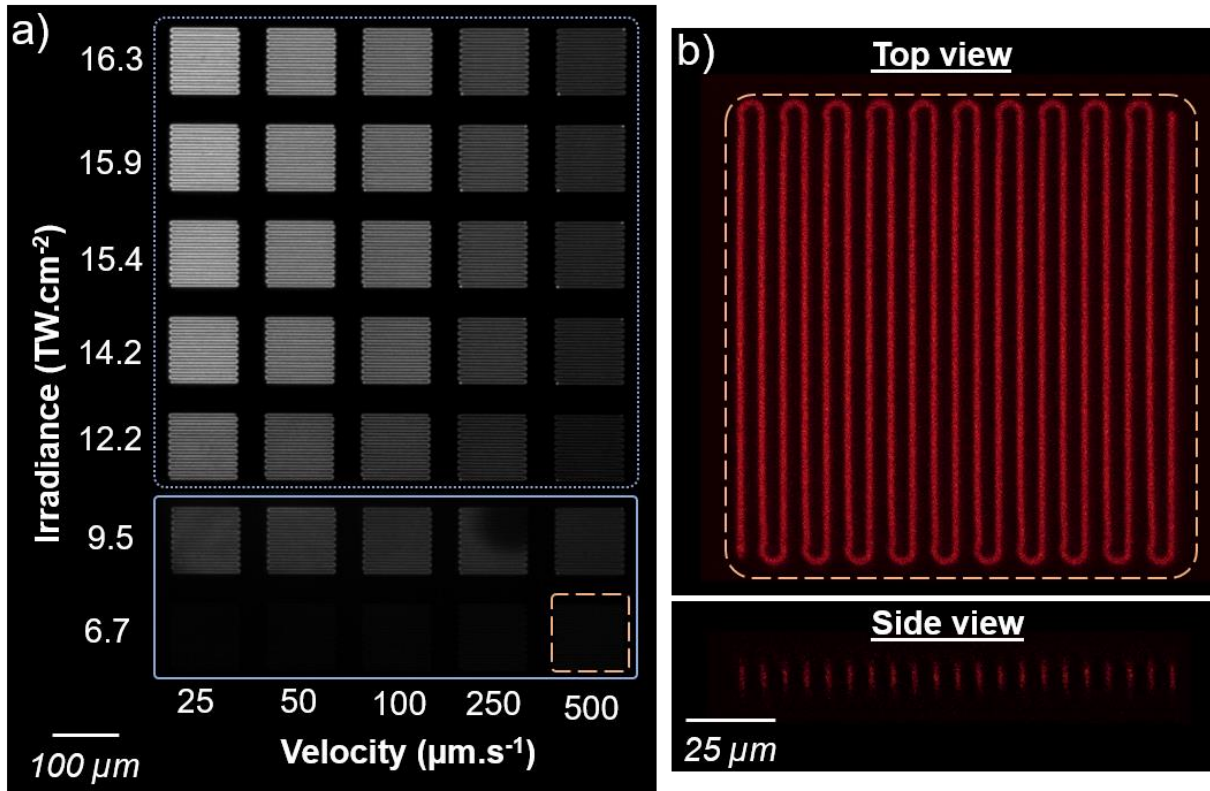 a)
16.3
15.9
15.4
14.2
12.2
9.5
6.7
Irradiance (TW.cm⁻²)
25 50 100 250 500
Velocity (µm.s⁻¹)
100 µm
b)
Top view
Side view
25 µm